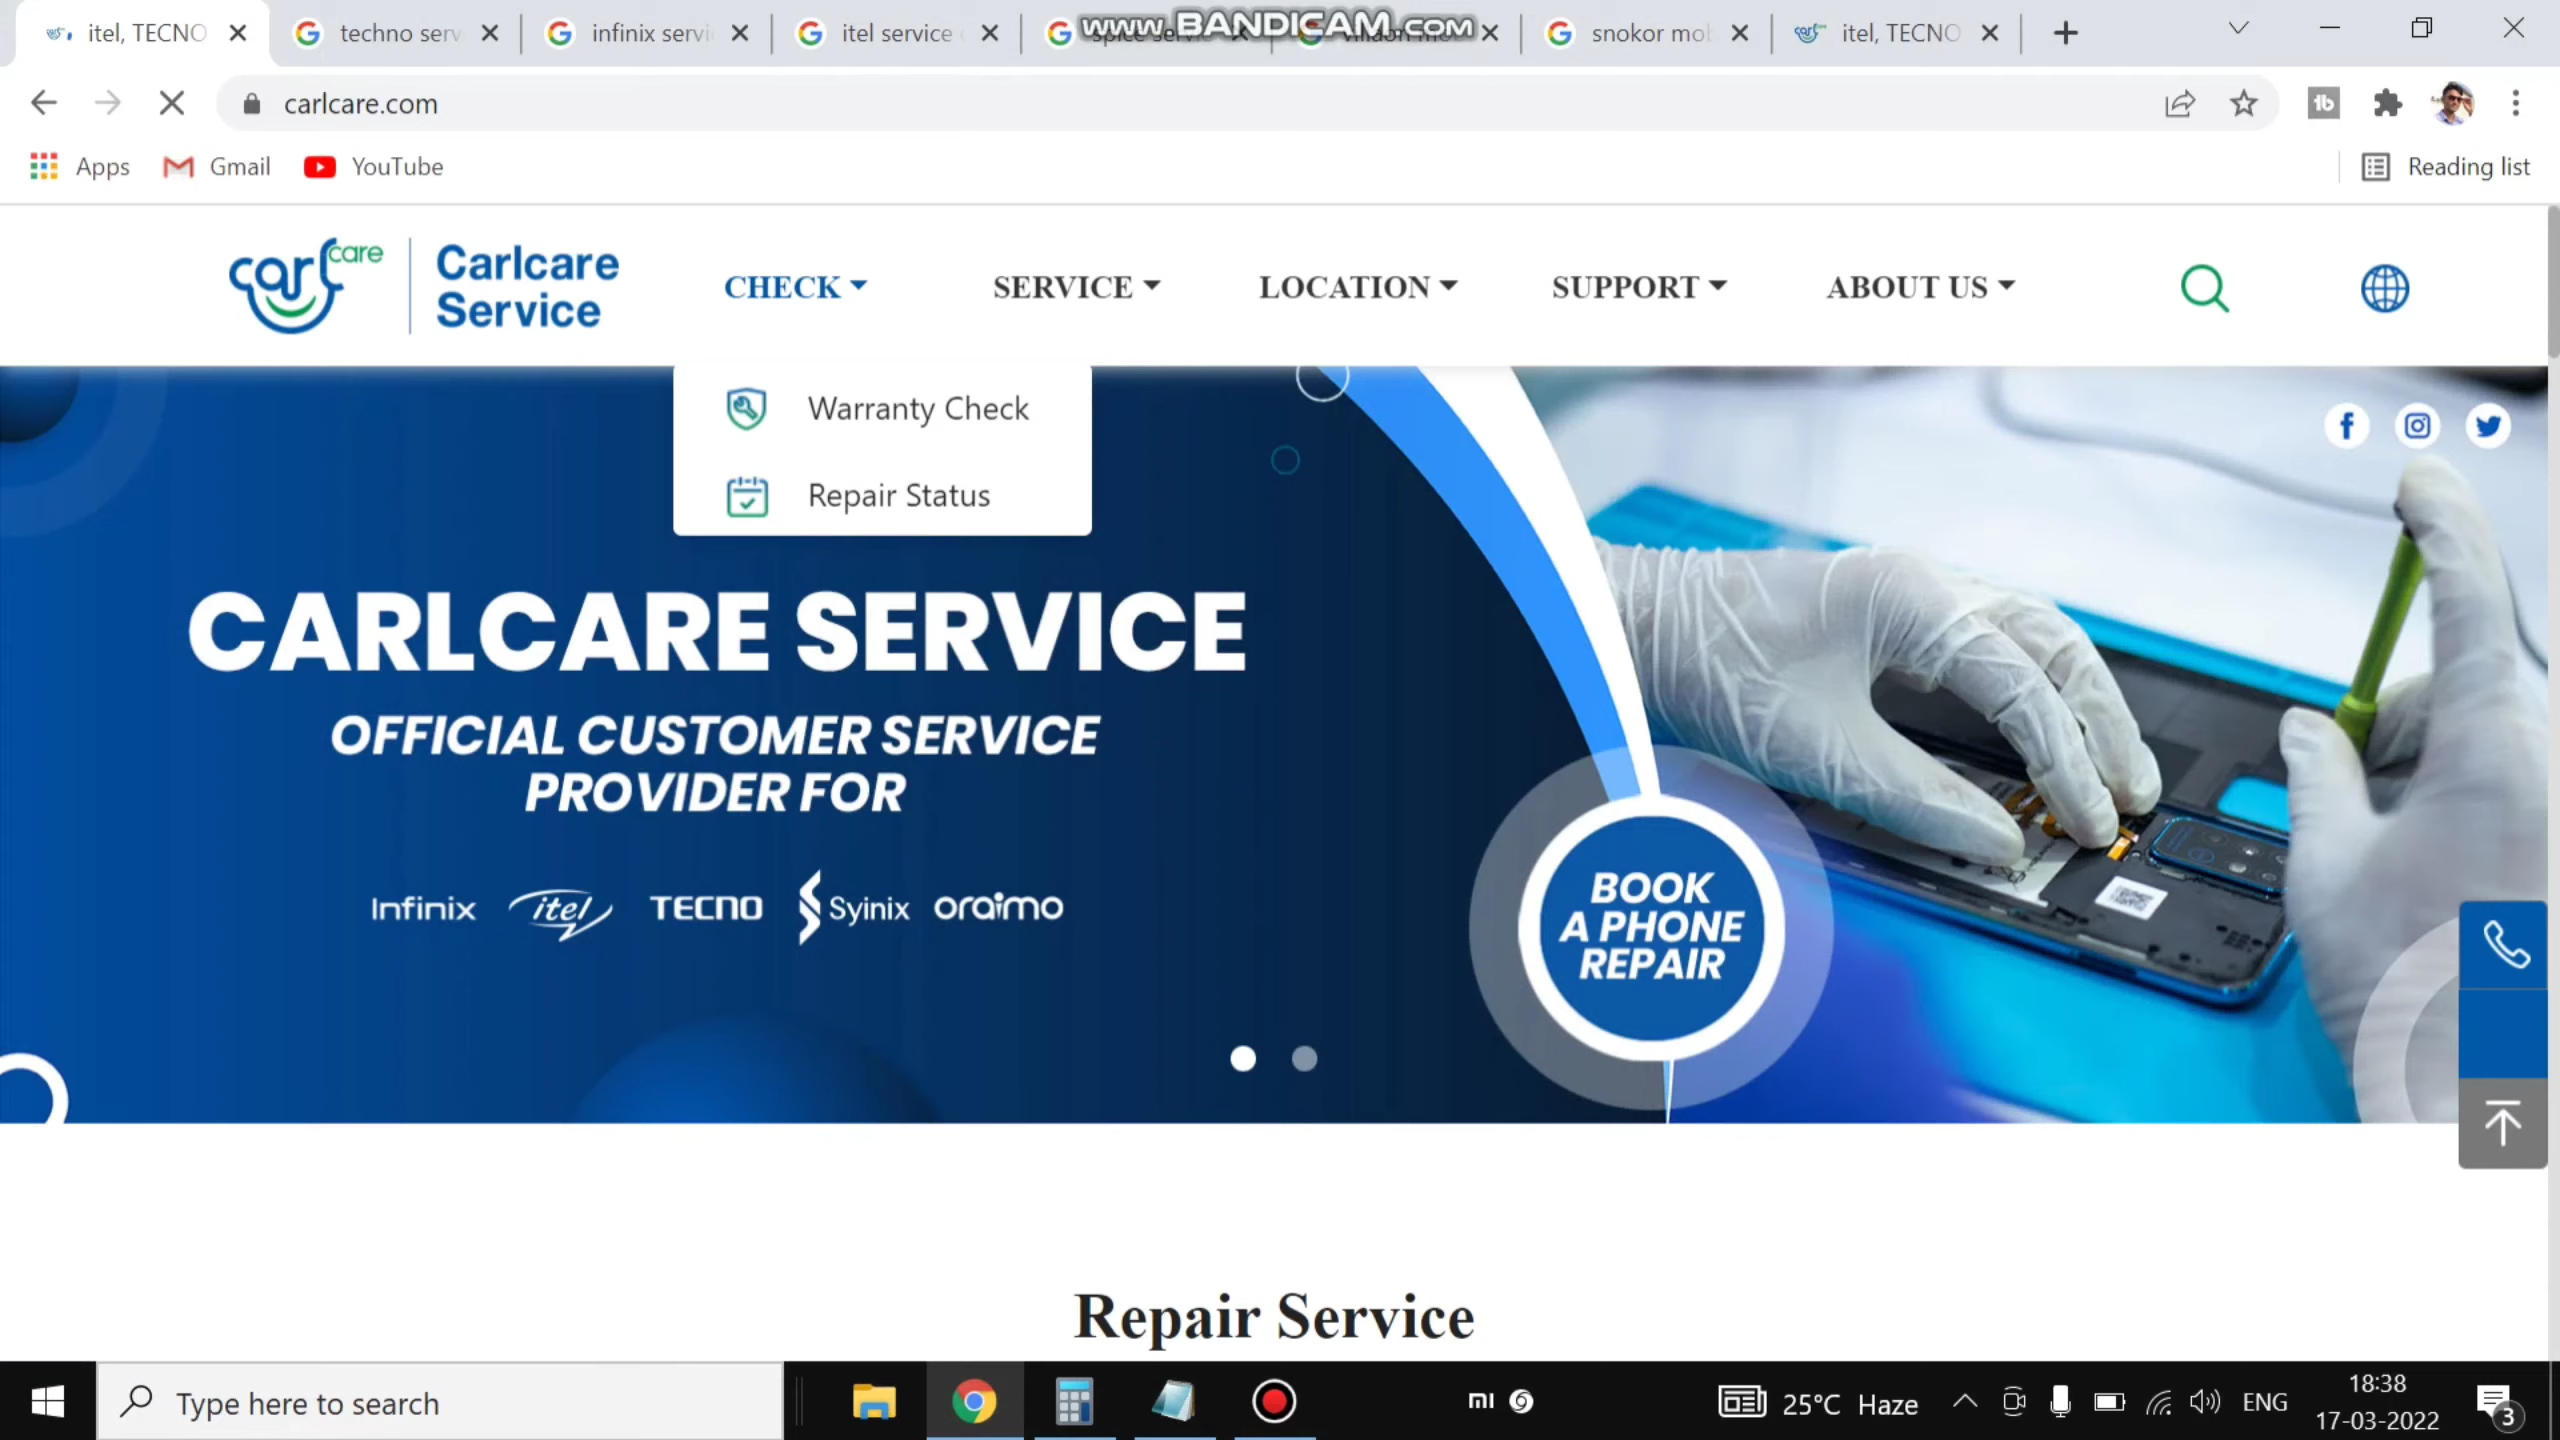 itel, TECNO
techno serv
infinix servi
itel service
www.BANDICAM.com
snokor mo
itel, TECNO
carlcare.com
Apps
Gmail
YouTube
Reading list
carlcare
Carlcare
Service
CHECK
SERVICE
LOCATION
SUPPORT
ABOUT US
Warranty Check
Repair Status
CARLCARE SERVICE
OFFICIAL CUSTOMER SERVICE
PROVIDER FOR
Infinix itel TECNO Syinix oraimo
BOOK
A PHONE
REPAIR
Repair Service
Type here to search
25°C Haze
ENG
18:38
17-03-2022
3